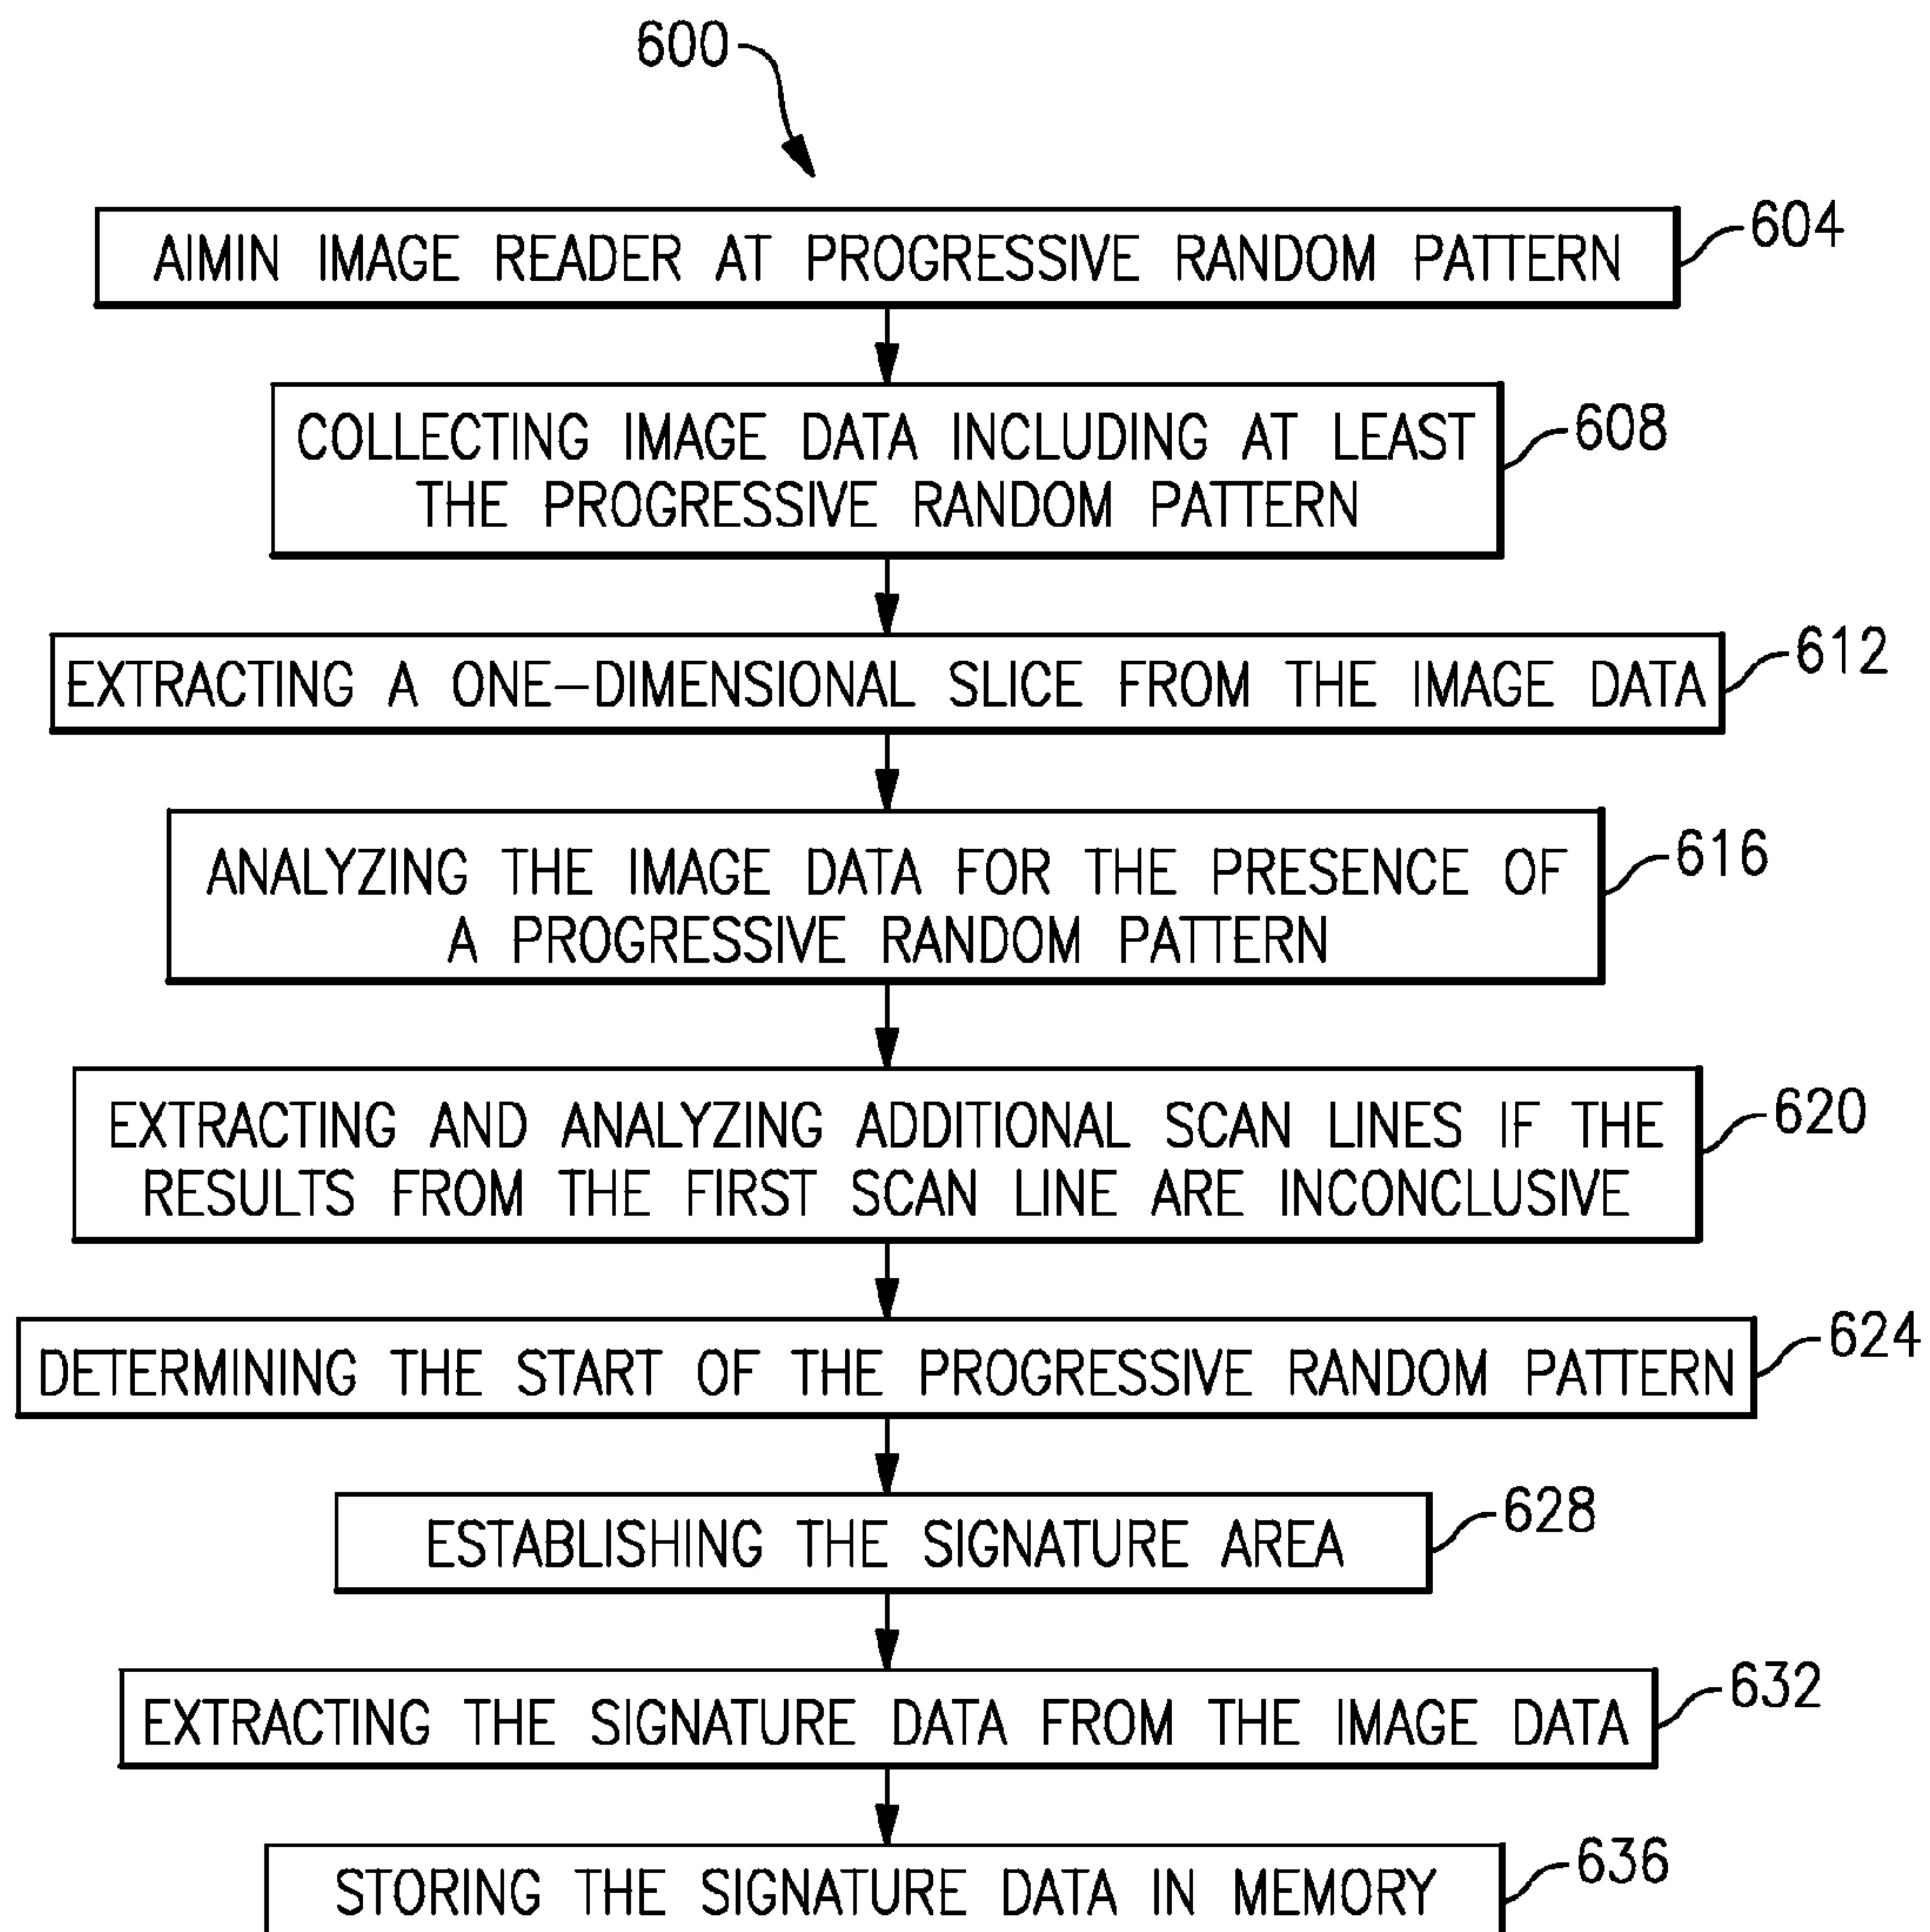 600
AIMIN IMAGE READER AT PROGRESSIVE RANDOM PATTERN
604
COLLECTING IMAGE DATA INCLUDING AT LEAST
THE PROGRESSIVE RANDOM PATTERN
608
EXTRACTING A ONE-DIMENSIONAL SLICE FROM THE IMAGE DATA
612
ANALYZING THE IMAGE DATA FOR THE PRESENCE OF
A PROGRESSIVE RANDOM PATTERN
616
EXTRACTING AND ANALYZING ADDITIONAL SCAN LINES IF THE
RESULTS FROM THE FIRST SCAN LINE ARE INCONCLUSIVE
620
DETERMINING THE START OF THE PROGRESSIVE RANDOM PATTERN
624
ESTABLISHING THE SIGNATURE AREA
628
EXTRACTING THE SIGNATURE DATA FROM THE IMAGE DATA
632
STORING THE SIGNATURE DATA IN MEMORY
636